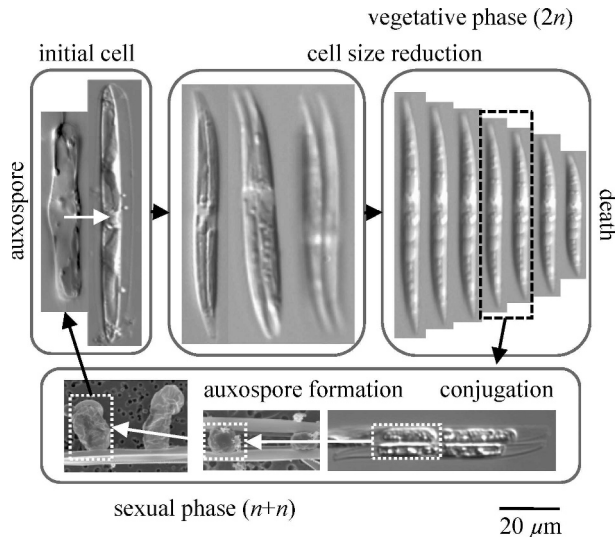 vegetative phase (2n)
initial cell
cell size reduction
auxospore
death
auxospore formation
conjugation
sexual phase (n+n)
20 µm